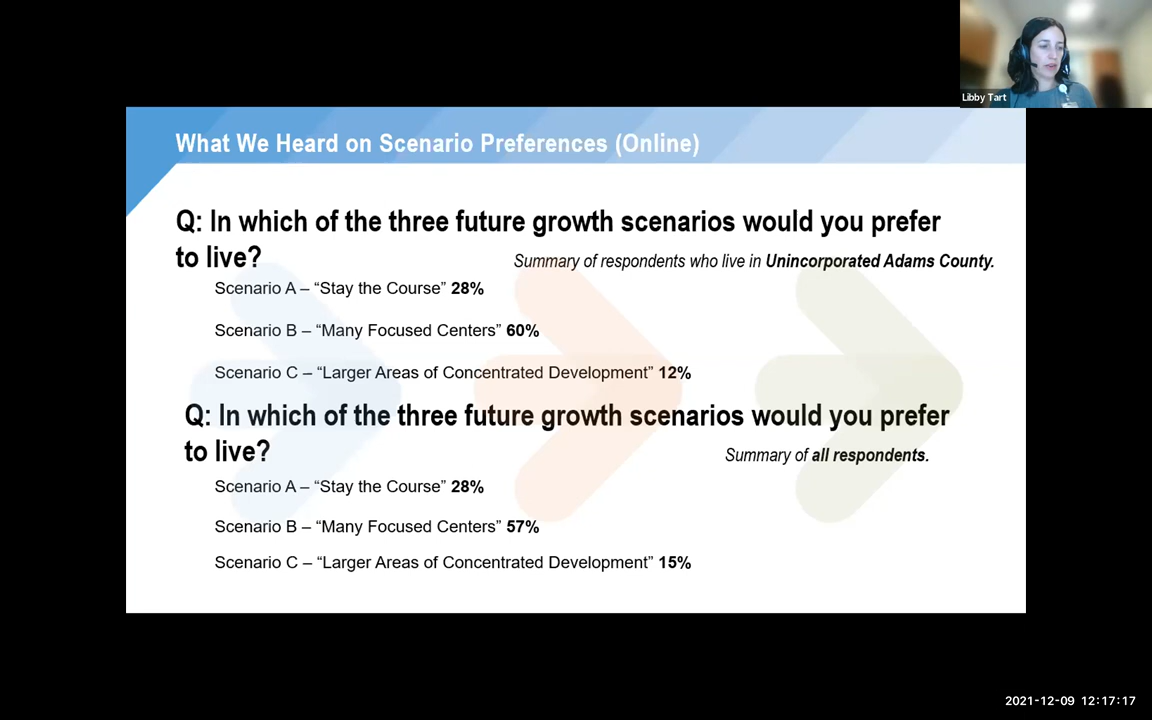 Libby Tart
What We Heard on Scenario Preferences (Online)
Q: In which of the three future growth scenarios would you prefer
to live?
Summary of respondents who live in Unincorporated Adams County.
Scenario A – “Stay the Course” 28%
Scenario B – “Many Focused Centers” 60%
Scenario C – “Larger Areas of Concentrated Development” 12%
Q: In which of the three future growth scenarios would you prefer
to live?
Summary of all respondents.
Scenario A – “Stay the Course” 28%
Scenario B – “Many Focused Centers” 57%
Scenario C – “Larger Areas of Concentrated Development” 15%
2021-12-09 12:17:17